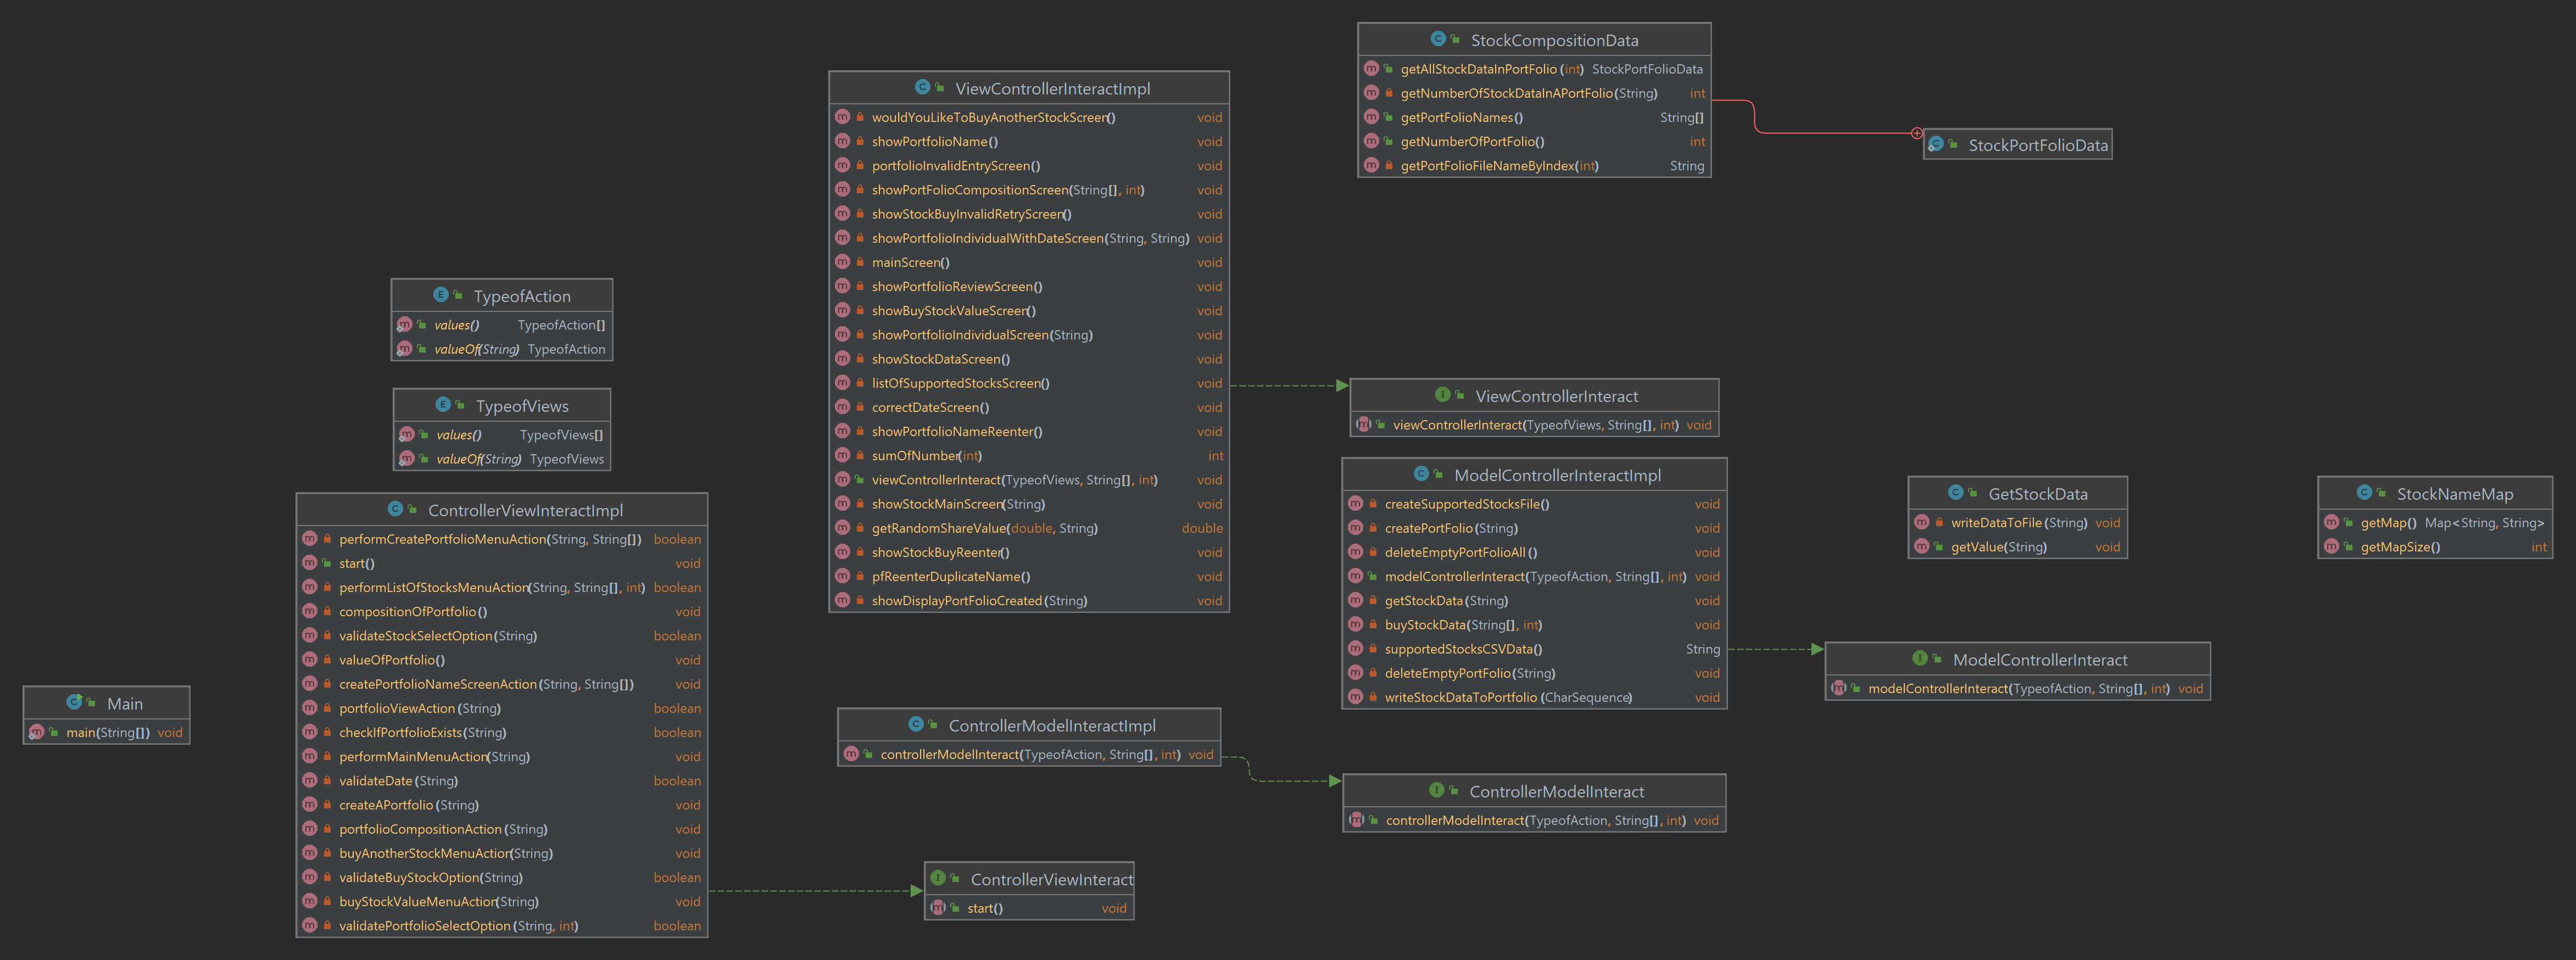 StockCompositionData
getAllStockDataInPortFolio(int) StockPortFolioData
getNumberOfStockDataInAPortFolio(String) int
getPortFolioNames() String[]
getNumberOfPortFolio() int
getPortFolioFileNameByIndex(int) String
StockPortFolioData
ViewControllerInteractImpl
wouldYouLikeToBuyAnotherStockScreen() void
showPortfolioName() void
portfolioInvalidEntryScreen() void
showPortFolioCompositionScreen(String[], int) void
showStockBuyInvalidRetryScreen() void
showPortfolioIndividualWithDateScreen(String, String) void
mainScreen() void
showPortfolioReviewScreen() void
showBuyStockValueScreen() void
showPortfolioIndividualScreen(String) void
showStockDataScreen() void
listOfSupportedStocksScreen() void
correctDateScreen() void
showPortfolioNameReenter() void
sumOfNumber(int) int
viewControllerInteract(TypeofViews, String[], int) void
showStockMainScreen(String) void
getRandomShareValue(double, String) double
showStockBuyReenter() void
pfReenterDuplicateName() void
showDisplayPortFolioCreated(String) void
TypeofAction
values() TypeofAction[]
valueOf(String) TypeofAction
TypeofViews
values() TypeofViews[]
valueOf(String) TypeofViews
ViewControllerInteract
viewControllerInteract(TypeofViews, String[], int) void
ModelControllerInteractImpl
createSupportedStocksFile() void
createPortFolio(String) void
deleteEmptyPortFolioAll() void
modelControllerInteract(TypeofAction, String[], int) void
getStockData(String) void
buyStockData(String[], int) void
supportedStocksCSVData() String
deleteEmptyPortFolio(String) void
writeStockDataToPortfolio(CharSequence) void
GetStockData
writeDataToFile(String) void
getValue(String) void
StockNameMap
getMap() Map<String, String>
getMapSize() int
ControllerViewInteractImpl
performCreatePortfolioMenuAction(String, String[]) boolean
start() void
performListOfStocksMenuAction(String, String[], int) boolean
compositionOfPortfolio() void
validateStockSelectOption(String) boolean
valueOfPortfolio() void
createPortfolioNameScreenAction(String, String[]) void
portfolioViewAction(String) void
checkIfPortfolioExists(String) boolean
performMainMenuAction(String) void
validateDate(String) boolean
createAPortfolio(String) void
portfolioCompositionAction(String) void
buyAnotherStockMenuAction(String) void
validateBuyStockOption(String) boolean
buyStockValueMenuAction(String) void
validatePortfolioSelectOption(String, int) boolean
ModelControllerInteract
modelControllerInteract(TypeofAction, String[], int) void
Main
main(String[]) void
ControllerModelInteractImpl
controllerModelInteract(TypeofAction, String[], int) void
ControllerModelInteract
controllerModelInteract(TypeofAction, String[], int) void
ControllerViewInteract
start() void